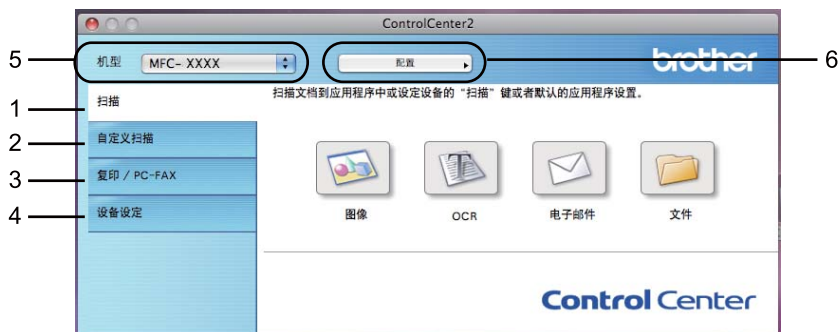 ControlCenter2
5
机型
MFC- XXXX
配置
brother
6
1
扫描
扫描文档到应用程序中或设定设备的“扫描”键或者默认的应用程序设置。
2
自定义扫描
3
复印 / PC-FAX
4
设备设定
图像
OCR
电子邮件
文件
Control Center